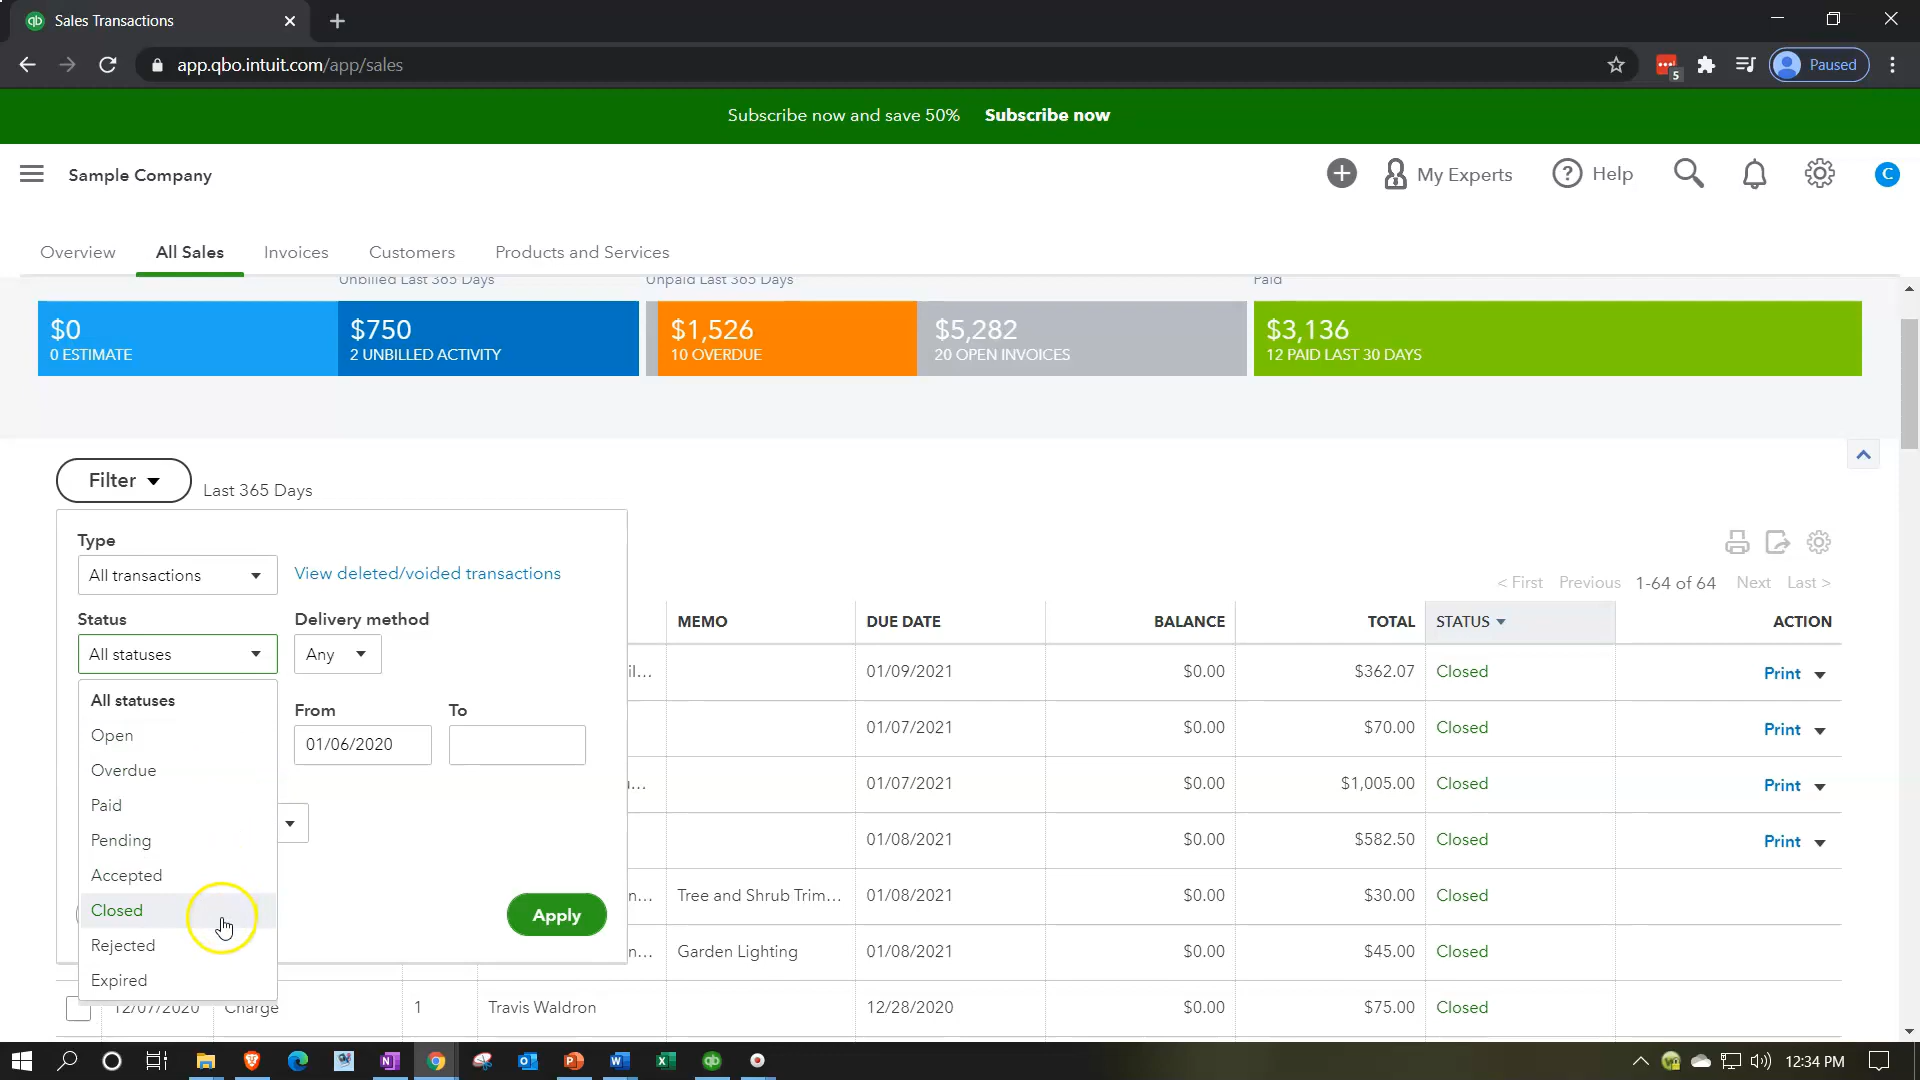 Sales Transactions
app.qbo.intuit.com/app/sales
5
Paused
Subscribe now and save 50% Subscribe now
Sample Company
My Experts
Help
C
Overview
All Sales
Invoices
Customers
Products and Services
Unbilled Last 365 Days
Unpaid Last 365 Days
Paid
$0
0 ESTIMATE
$750
2 UNBILLED ACTIVITY
$1,526
10 OVERDUE
$5,282
20 OPEN INVOICES
$3,136
12 PAID LAST 30 DAYS
Filter
Last 365 Days
Type
All transactions
View deleted/voided transactions
Status
Delivery method
All statuses
Any
All statuses
Open
Overdue
Paid
Pending
Accepted
Closed
Rejected
Expired
From
To
01/06/2020
Apply
< First Previous 1-64 of 64 Next Last >
MEMO DUE DATE BALANCE TOTAL STATUS ACTION
il... 01/09/2021 $0.00 $362.07 Closed Print
01/07/2021 $0.00 $70.00 Closed Print
... 01/07/2021 $0.00 $1,005.00 Closed Print
01/08/2021 $0.00 $582.50 Closed Print
n... Tree and Shrub Trim... 01/08/2021 $0.00 $30.00 Closed
n... Garden Lighting 01/08/2021 $0.00 $45.00 Closed
12/07/2020 Charge 1 Travis Waldron 12/28/2020 $0.00 $75.00 Closed
12:34 PM